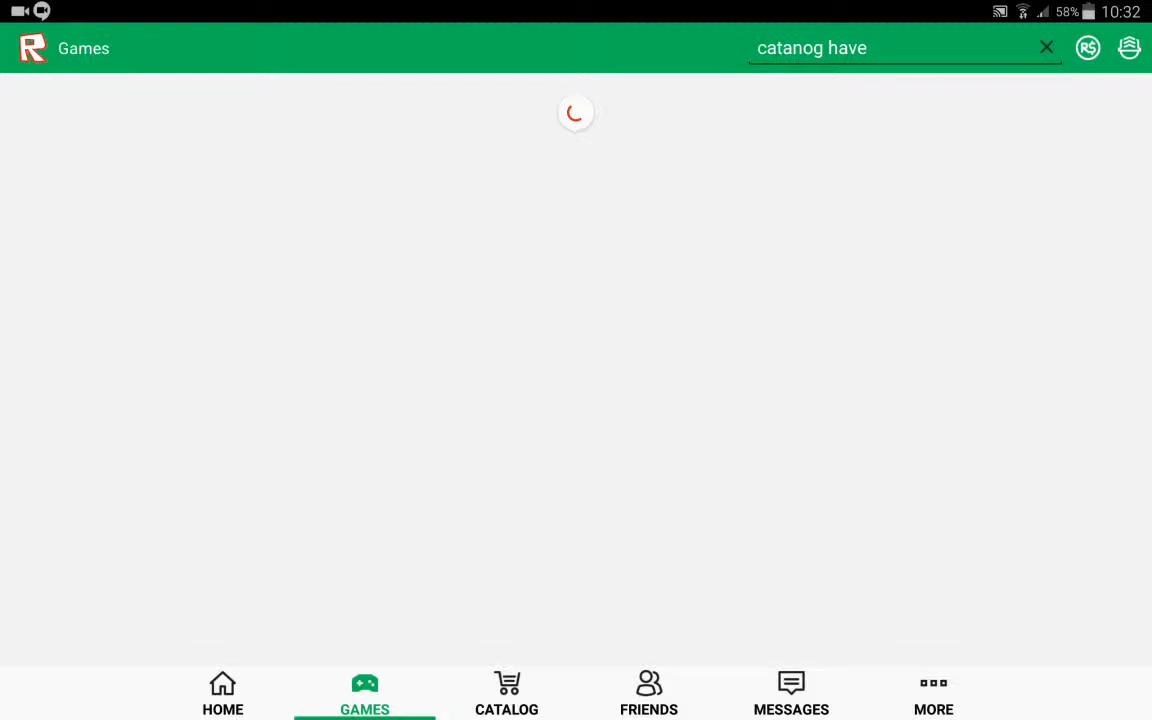 58% 10:32
R Games catanog have R$
HOME GAMES CATALOG FRIENDS MESSAGES MORE